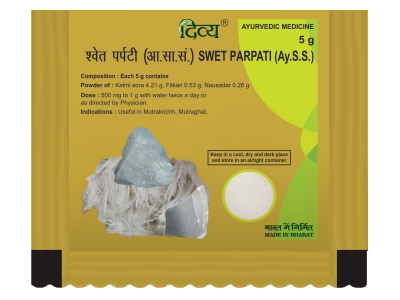 दिव्य®
AYURVEDIC MEDICINE
5 g
श्वेत पर्पटी (आ.सा.सं.) SWET PARPATI (Ay.S.S.)
Composition : Each 5 g contains
Powder of : Kalmi sora 4.21 g, Fitkari 0.53 g, Nausadar 0.26 g
Dose : 500 mg to 1 g with water twice a day or
as directed by Physician.
Indications : Useful in Mutrakrichh, Mutraghat.
Keep in a cool, dry and dark place
and store in an airtight container
भारत में निर्मित
MADE IN BHARAT